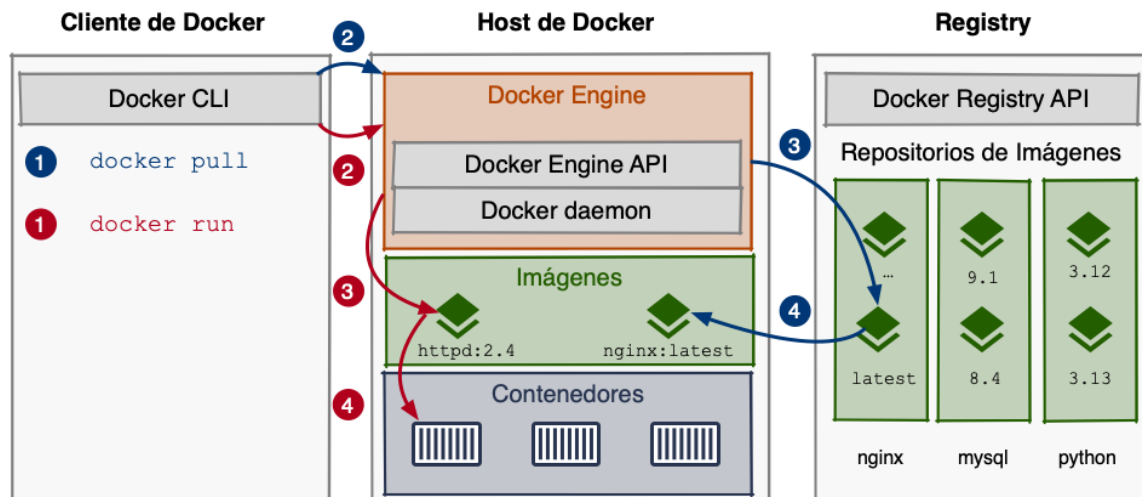 Cliente de Docker
Docker CLI
1 docker pull
1 docker run
2
2
3
4
Host de Docker
Docker Engine
Docker Engine API
Docker daemon
Imágenes
httpd:2.4
nginx:latest
Contenedores
3
4
Registry
Docker Registry API
Repositorios de Imágenes
...
9.1
3.12
latest
8.4
3.13
nginx
mysql
python